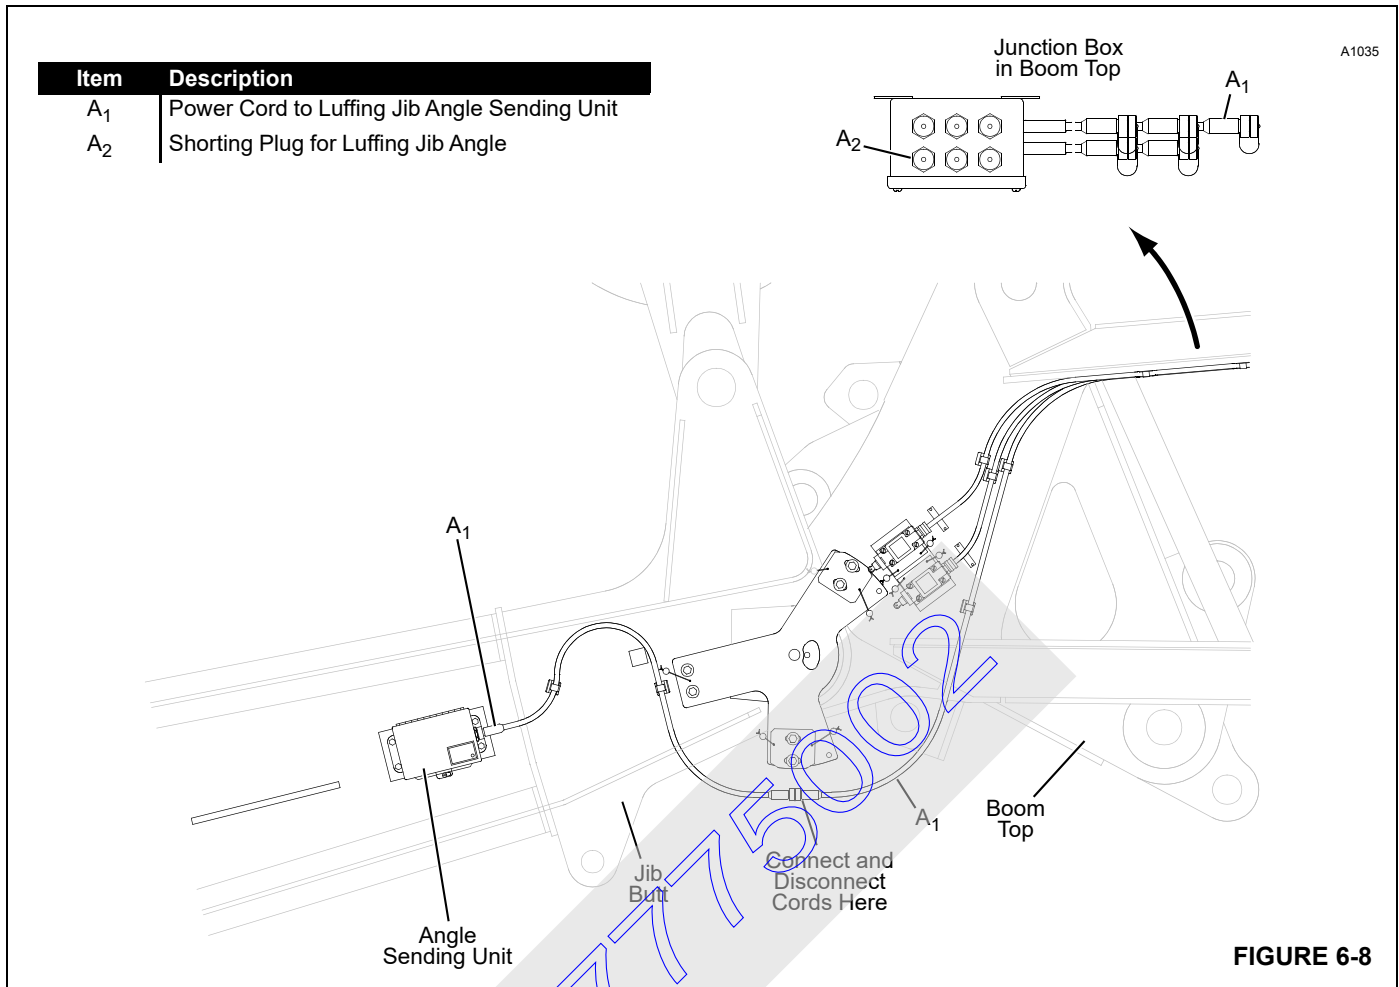 A1035
Item Description
A1 Power Cord to Luffing Jib Angle Sending Unit
A2 Shorting Plug for Luffing Jib Angle
Junction Box
in Boom Top
A1
A2
A1
A1
Boom
Top
Connect and
Disconnect
Cords Here
Jib
Butt
Angle
Sending Unit
7775002
FIGURE 6-8